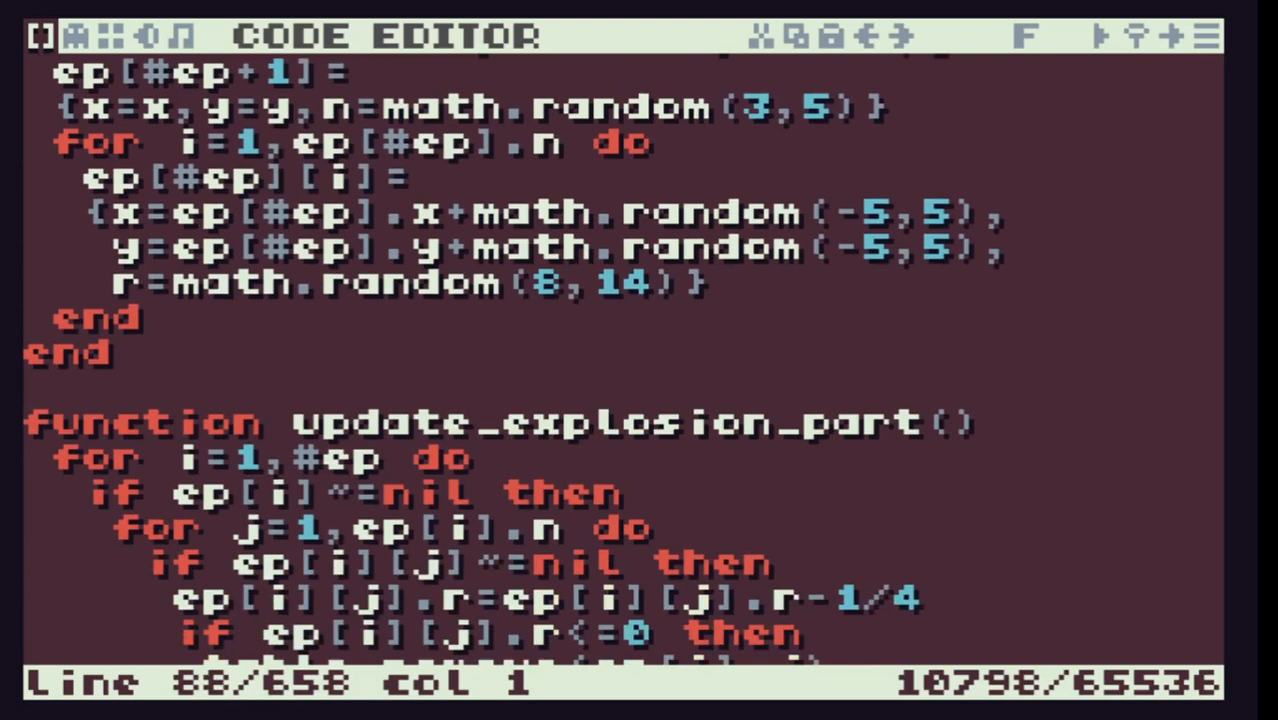 CODE EDITOR F
ep[#ep+1]=
{x=x,y=y,n=math.random(3,5)}
for i=1,ep[#ep].n do
ep[#ep][i]=
{x=ep[#ep].x+math.random(-5,5),
y=ep[#ep].y+math.random(-5,5),
r=math.random(8,14)}
end
end
function update_explosion_part()
for i=1,#ep do
if ep[i]~=nil then
for j=1,ep[i].n do
if ep[i][j]~=nil then
ep[i][j].r=ep[i][j].r-1/4
if ep[i][j].r<=0 then
line 88/658 col 1
10798/65536